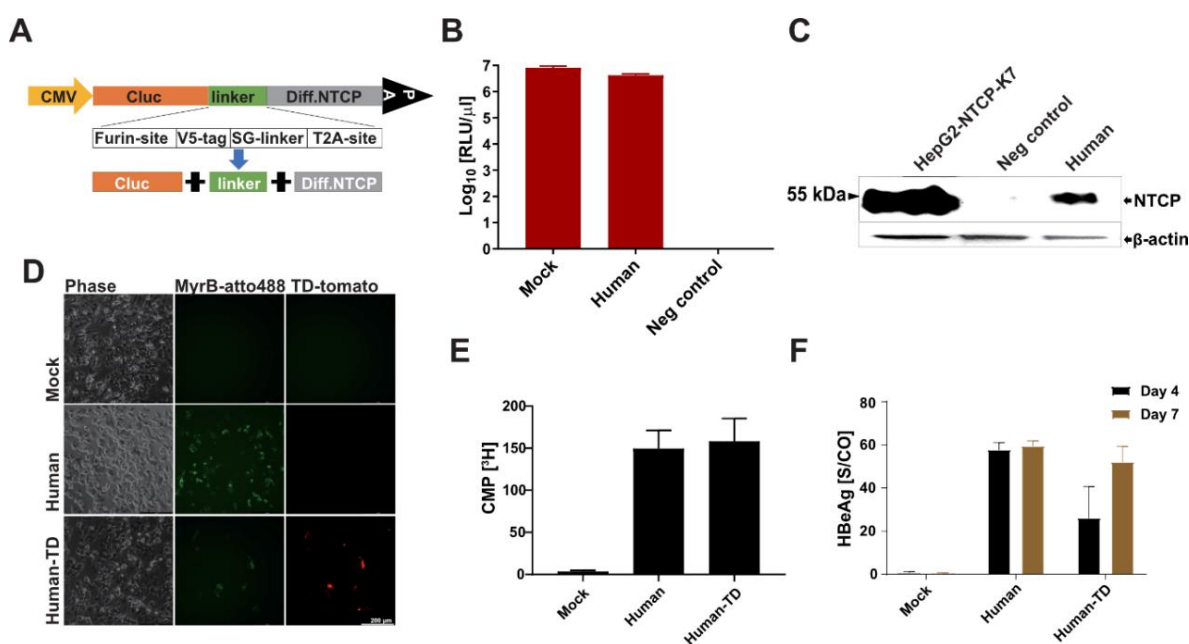 A
CMV
Cluc
linker
Diff.NTCP
P
A
Furin-site
V5-tag
SG-linker
T2A-site
Cluc
linker
Diff.NTCP
B
Log10 [RLU/µl]
7
6
5
4
3
2
1
0
Mock
Human
Neg control
C
HepG2-NTCP-K7
Neg control
Human
55 kDa
NTCP
β-actin
D
Phase
MyrB-atto488
TD-tomato
Mock
Human
Human-TD
200 µm
E
CMP [³H]
200
150
100
50
0
Mock
Human
Human-TD
F
Day 4
Day 7
HBeAg [S/CO]
80
60
40
20
0
Mock
Human
Human-TD